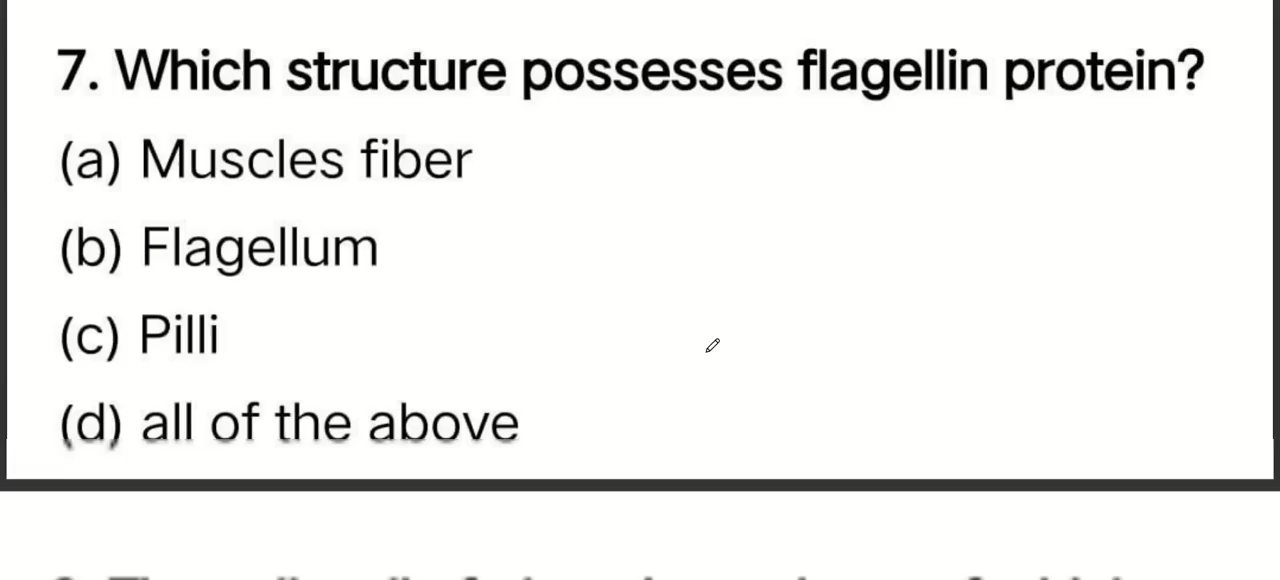 7. Which structure possesses flagellin protein?
(a) Muscles fiber
(b) Flagellum
(c) Pilli
(d) all of the above